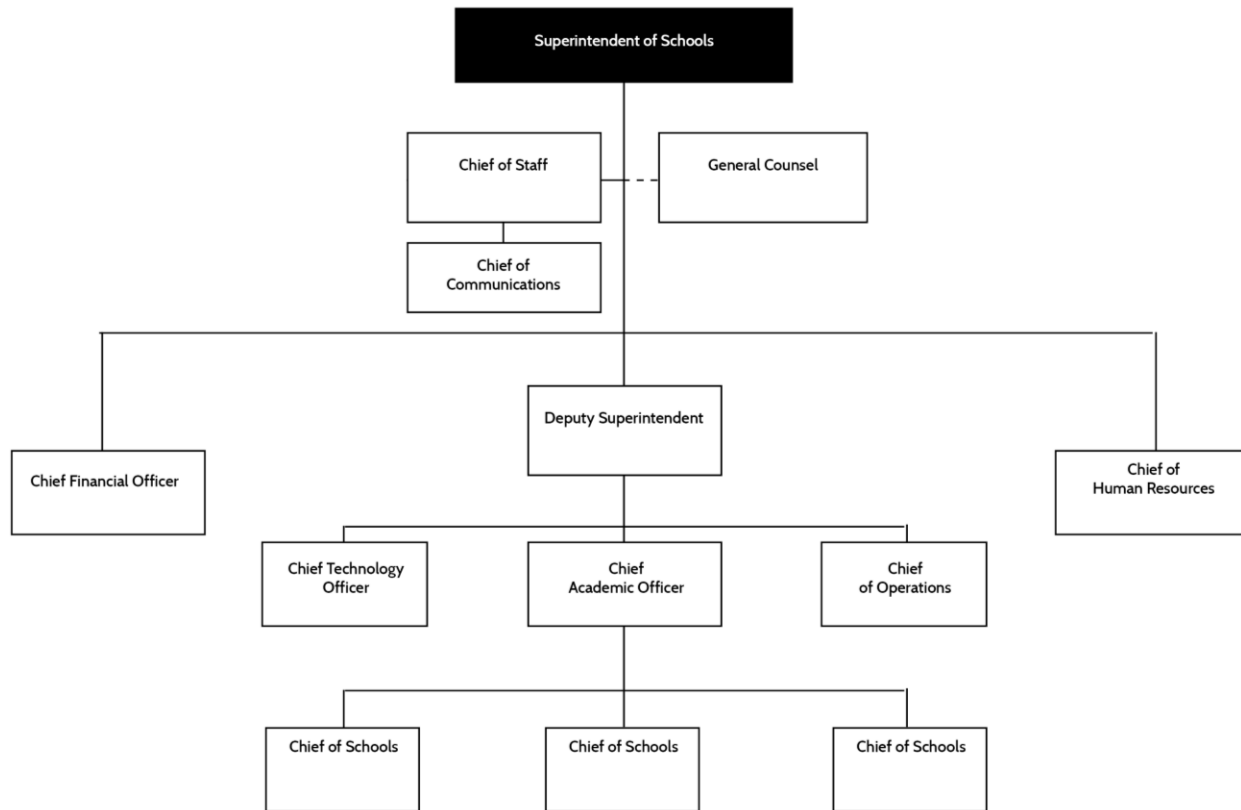 Superintendent of Schools
Chief of Staff
General Counsel
Chief of
Communications
Deputy Superintendent
Chief Financial Officer
Chief of
Human Resources
Chief Technology
Officer
Chief
Academic Officer
Chief
of Operations
Chief of Schools
Chief of Schools
Chief of Schools